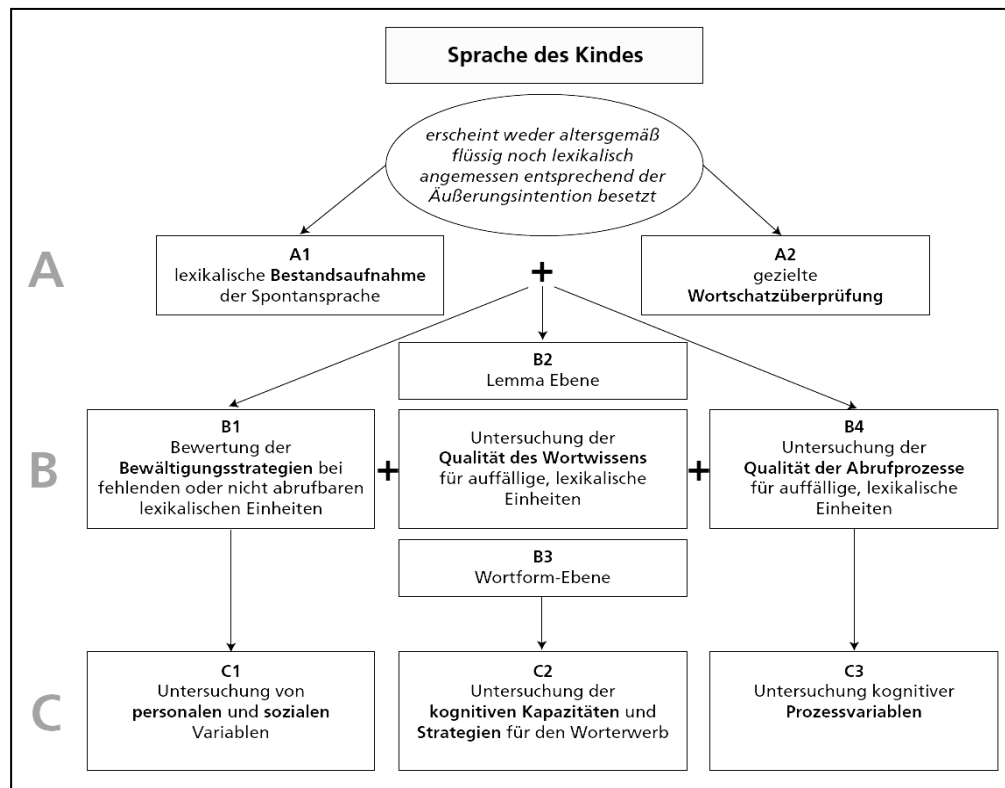 Sprache des Kindes
erscheint weder altersgemäß
flüssig noch lexikalisch
angemessen entsprechend der
Äußerungsintention besetzt
A
A1
lexikalische Bestandsaufnahme
der Spontansprache
+
A2
gezielte
Wortschatzüberprüfung
B
B2
Lemma Ebene
B1
Bewertung der
Bewältigungsstrategien bei
fehlenden oder nicht abrufbaren
lexikalischen Einheiten
+
Untersuchung der
Qualität des Wortwissens
für auffällige, lexikalische
Einheiten
+
B4
Untersuchung der
Qualität der Abrufprozesse
für auffällige, lexikalische
Einheiten
B3
Wortform-Ebene
C
C1
Untersuchung von
personalen und sozialen
Variablen
C2
Untersuchung der
kognitiven Kapazitäten und
Strategien für den Worterwerb
C3
Untersuchung kognitiver
Prozessvariablen